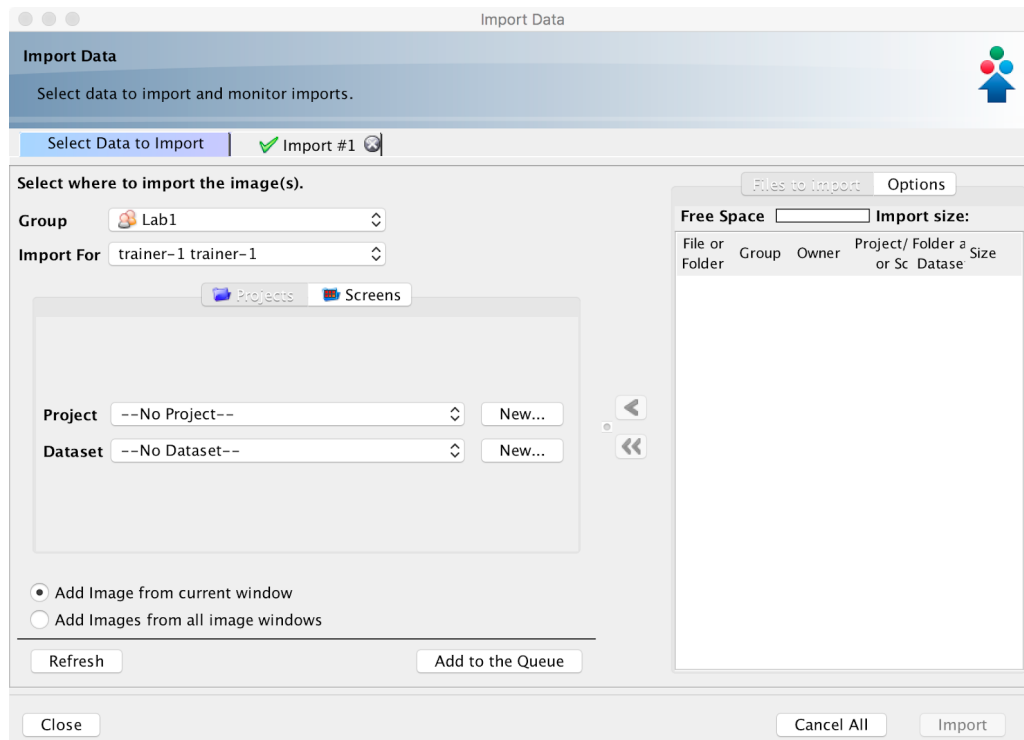 Import Data
Import Data
Select data to import and monitor imports.
Select Data to Import
Import #1
Select where to import the image(s).
Group Lab1
Import For trainer-1 trainer-1
Projects Screens
Project --No Project-- New...
Dataset --No Dataset-- New...
Add Image from current window
Add Images from all image windows
Refresh Add to the Queue
Files to import Options
Free Space Import size:
File or Folder Group Owner Project/ or Sc Folder a Datase Size
Close Cancel All Import